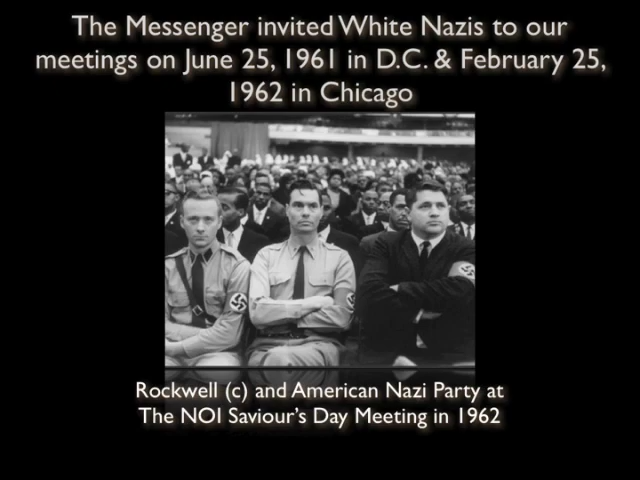 The Messenger invited White Nazis to our
meetings on June 25, 1961 in D.C. & February 25,
1962 in Chicago
Rockwell (c) and American Nazi Party at
The NOI Saviour's Day Meeting in 1962